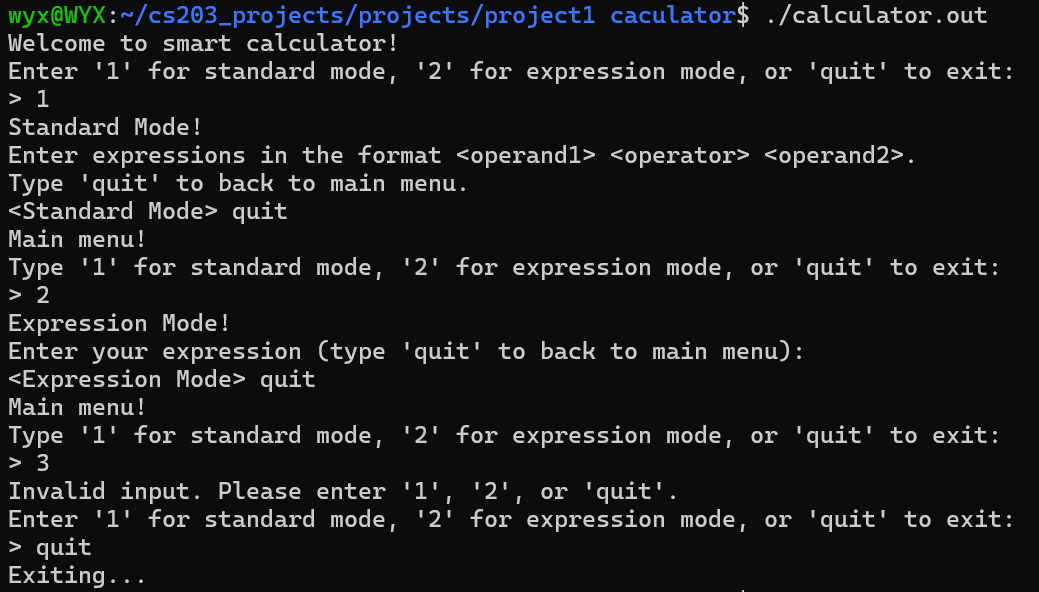 wyx@WYX:~/cs203_projects/projects/project1 caculator$ ./calculator.out
Welcome to smart calculator!
Enter '1' for standard mode, '2' for expression mode, or 'quit' to exit:
> 1
Standard Mode!
Enter expressions in the format <operand1> <operator> <operand2>.
Type 'quit' to back to main menu.
<Standard Mode> quit
Main menu!
Type '1' for standard mode, '2' for expression mode, or 'quit' to exit:
> 2
Expression Mode!
Enter your expression (type 'quit' to back to main menu):
<Expression Mode> quit
Main menu!
Type '1' for standard mode, '2' for expression mode, or 'quit' to exit:
> 3
Invalid input. Please enter '1', '2', or 'quit'.
Enter '1' for standard mode, '2' for expression mode, or 'quit' to exit:
> quit
Exiting...